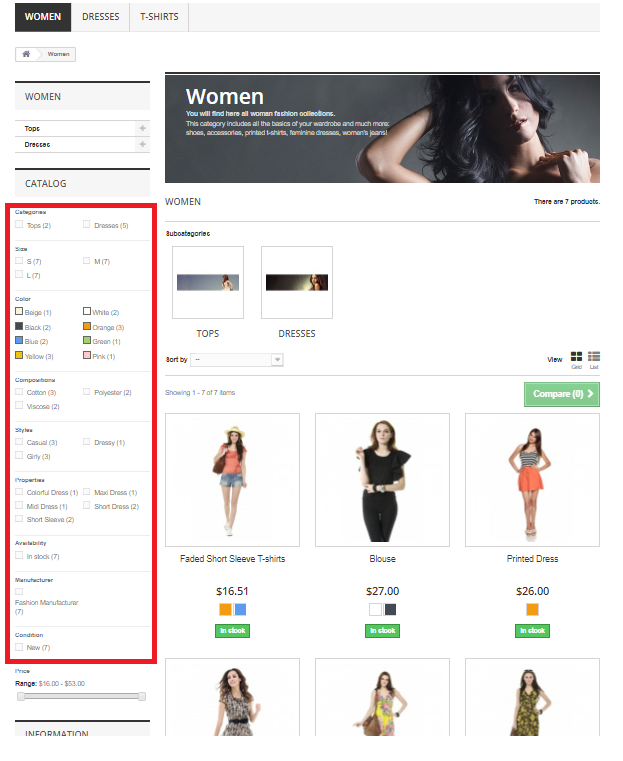 WOMEN DRESSES T-SHIRTS
Women
WOMEN
Tops
Dresses
CATALOG
Categories
Tops (2) Dresses (5)
Size
S (7) M (7)
L (7)
Color
Beige (1) White (2)
Black (2) Orange (3)
Blue (2) Green (1)
Yellow (3) Pink (1)
Compositions
Cotton (3) Polyester (2)
Viscose (2)
Styles
Casual (3) Dressy (1)
Girly (3)
Properties
Colorful Dress (1) Maxi Dress (1)
Midi Dress (1) Short Dress (2)
Short Sleeve (2)
Availability
In stock (7)
Manufacturer
Fashion Manufacturer
(7)
Condition
New (7)
Price
Range: $16.00 - $53.00
INFORMATION
Women
You will find here all woman fashion collections.
This category includes all the basics of your wardrobe and much more:
shoes, accessories, printed t-shirts, feminine dresses, women's jeans!
WOMEN There are 7 products.
Subcategories
TOPS DRESSES
Sort by -- View Grid List
Showing 1 - 7 of 7 items Compare (0)
Faded Short Sleeve T-shirts Blouse Printed Dress
$16.51 $27.00 $26.00
In stock In stock In stock